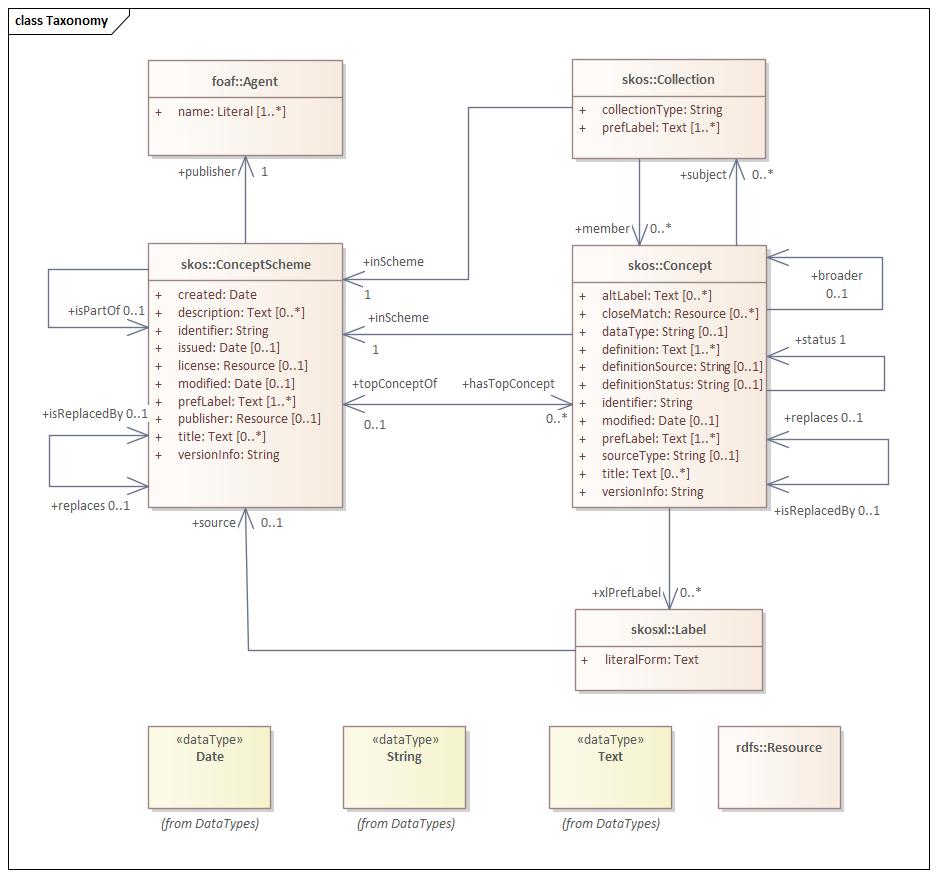 class Taxonomy
foaf::Agent
+ name: Literal [1..*]
skos::Collection
+ collectionType: String
+ prefLabel: Text [1..*]
+publisher 1
+subject 0..*
+member 0..*
skos::ConceptScheme
+ created: Date
+ description: Text [0..*]
+ identifier: String
+ issued: Date [0..1]
+ license: Resource [0..1]
+ modified: Date [0..1]
+ prefLabel: Text [1..*]
+ publisher: Resource [0..1]
+ title: Text [0..*]
+ versionInfo: String
+isPartOf 0..1
+isReplacedBy 0..1
+replaces 0..1
+inScheme
1
+inScheme
1
+topConceptOf
0..1
+hasTopConcept
0..*
skos::Concept
+ altLabel: Text [0..*]
+ closeMatch: Resource [0..*]
+ dataType: String [0..1]
+ definition: Text [1..*]
+ definitionSource: String [0..1]
+ definitionStatus: String [0..1]
+ identifier: String
+ modified: Date [0..1]
+ prefLabel: Text [1..*]
+ sourceType: String [0..1]
+ title: Text [0..*]
+ versionInfo: String
+broader
0..1
+status 1
+replaces 0..1
+isReplacedBy 0..1
+source 0..1
+xlPrefLabel 0..*
skosxl::Label
+ literalForm: Text
«dataType»
Date
(from DataTypes)
«dataType»
String
(from DataTypes)
«dataType»
Text
(from DataTypes)
rdfs::Resource